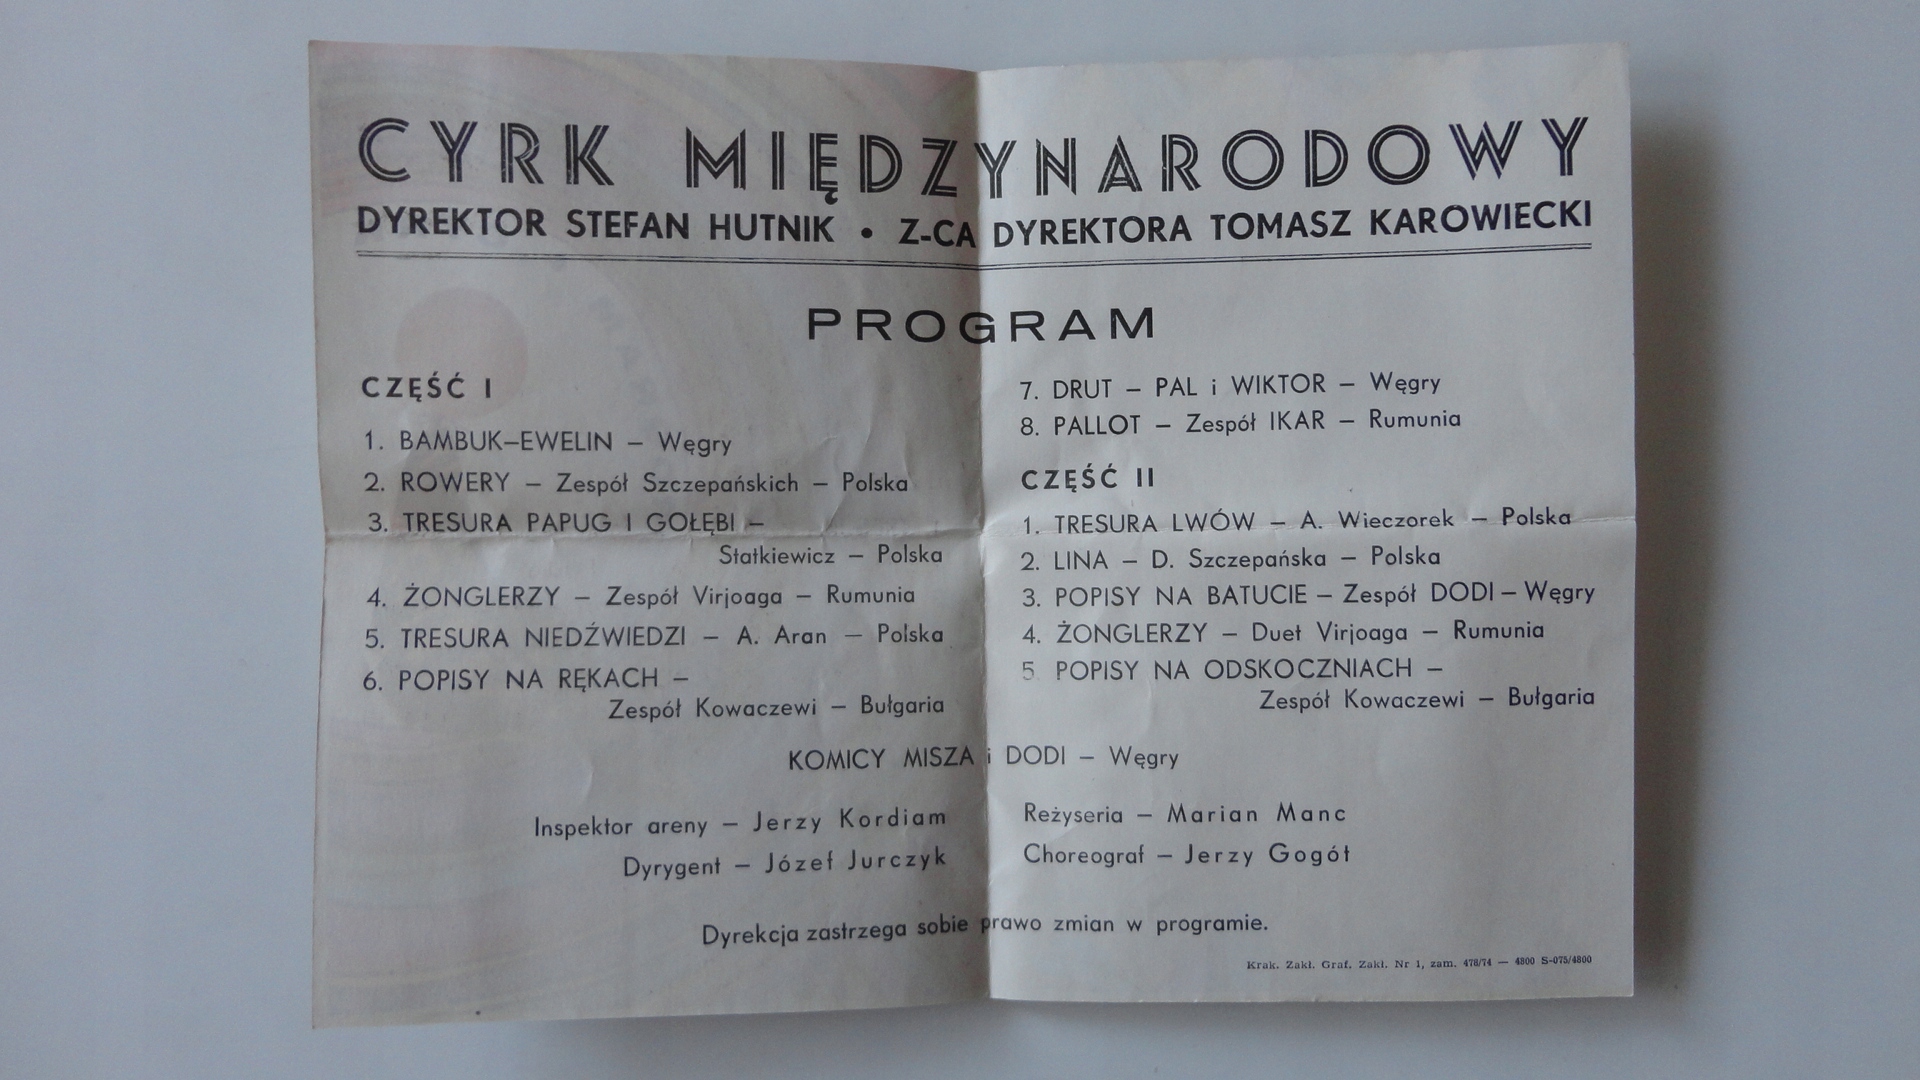 CYRK MIĘDZYNARODOWY
DYREKTOR STEFAN HUTNIK • Z-CA DYREKTORA TOMASZ KAROWIECKI
PROGRAM
CZĘŚĆ I
1. BAMBUK–EWELIN – Węgry
2. ROWERY – Zespół Szczepańskich – Polska
3. TRESURA PAPUG I GOŁĘBI –
Statkiewicz – Polska
4. ŻONGLERZY – Zespół Virjoaga – Rumunia
5. TRESURA NIEDŹWIEDZI – A. Aran – Polska
6. POPISY NA RĘKACH –
Zespół Kowaczewi – Bułgaria
7. DRUT – PAL i WIKTOR – Węgry
8. PALLOT – Zespół IKAR – Rumunia
CZĘŚĆ II
1. TRESURA LWÓW – A. Wieczorek – Polska
2. LINA – D. Szczepańska – Polska
3. POPISY NA BATUCIE – Zespół DODI – Węgry
4. ŻONGLERZY – Duet Virjoaga – Rumunia
5 POPISY NA ODSKOCZNIACH –
Zespół Kowaczewi – Bułgaria
KOMICY MISZA i DODI – Węgry
Inspektor areny – Jerzy Kordiam
Dyrygent – Józef Jurczyk
Reżyseria – Marian Manc
Choreograf – Jerzy Gogół
Dyrekcja zastrzega sobie prawo zmian w programie.
Krak. Zakł. Graf. Zakł. Nr 1, zam. 478/74 — 4800 S-075/4800